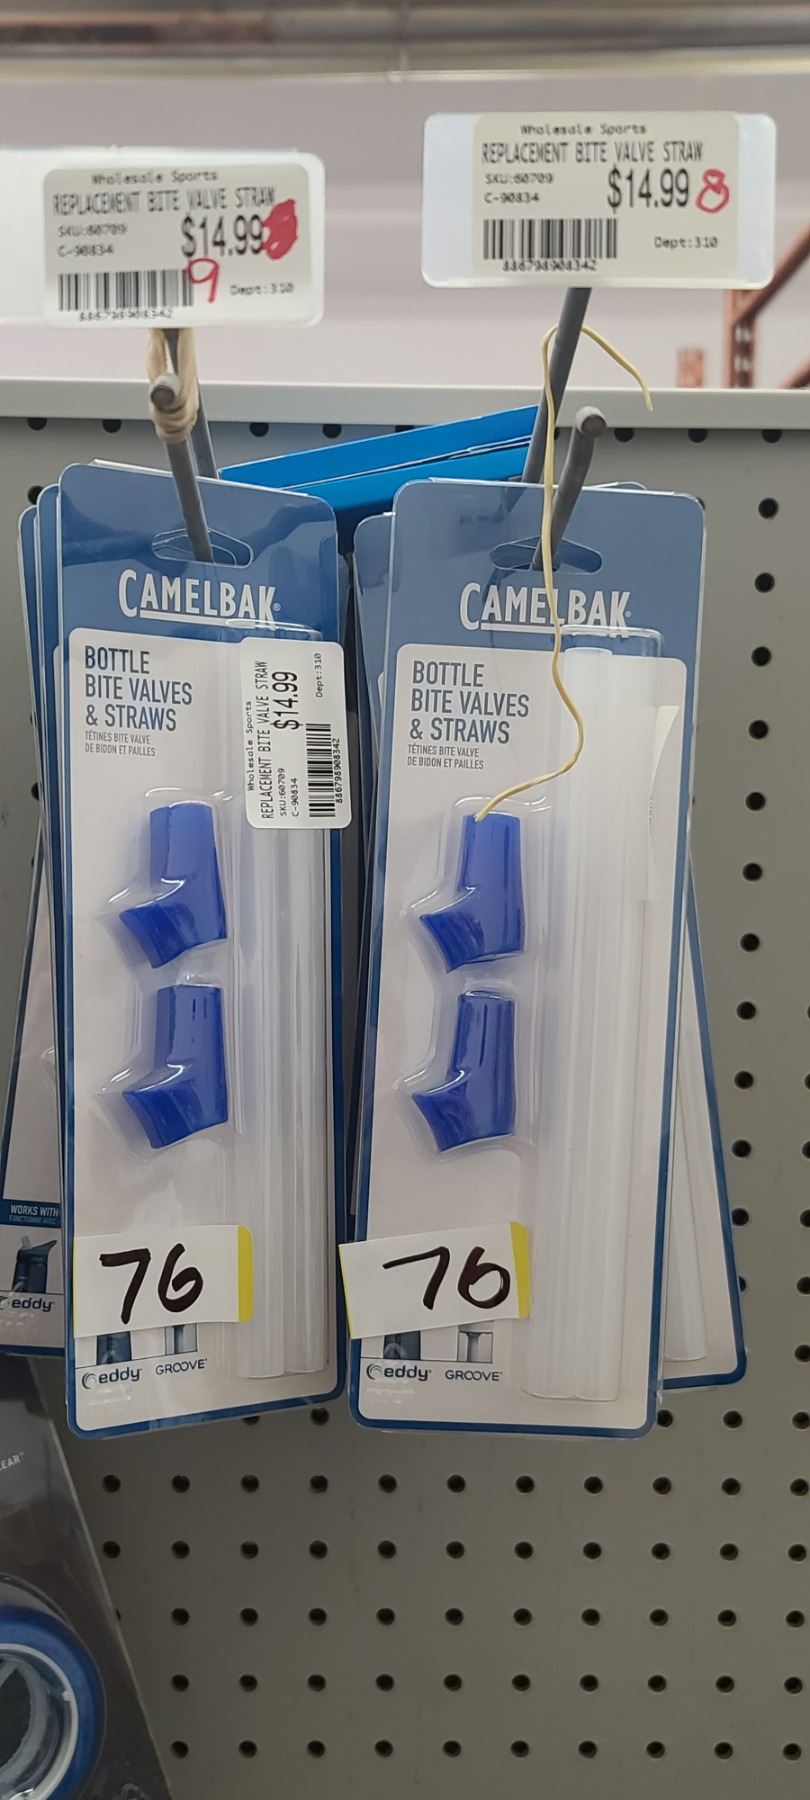 Wholesale Sports
REPLACEMENT BITE VALVE STRAW
SKU:60709
$14.99
C-90834
9
Dept:310
886798908342
Wholesale Sports
REPLACEMENT BITE VALVE STRAW
SKU:60709
$14.99 8
C-90834
Dept:310
886798908342
CAMELBAK®
BOTTLE
BITE VALVES
& STRAWS
TÉTINES BITE VALVE
DE BIDON ET PAILLES
Wholesale Sports
REPLACEMENT BITE VALVE STRAW
SKU:60709
$14.99
C-90834
Dept:310
886798908342
76
eddy
GROOVE
CAMELBAK
BOTTLE
BITE VALVES
& STRAWS
TÉTINES BITE VALVE
DE BIDON ET PAILLES
76
eddy
GROOVE
WORKS WITH
FONCTIONNE AVEC
eddy